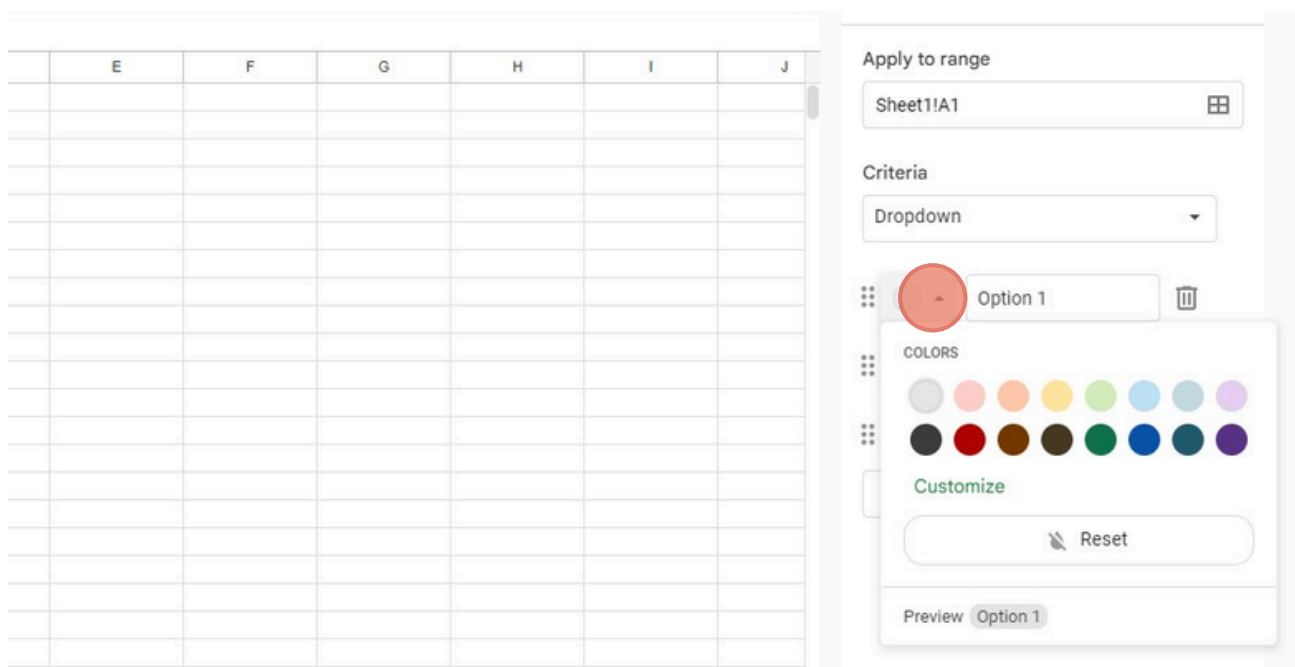 E F G H I J
Apply to range
Sheet1!A1
Criteria
Dropdown
Option 1
COLORS
Customize
Reset
Preview Option 1